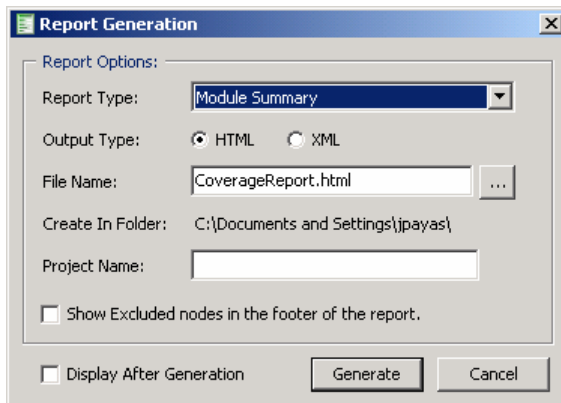 Report Generation
Report Options:
Report Type: Module Summary
Output Type: HTML XML
File Name: CoverageReport.html ...
Create In Folder: C:\Documents and Settings\jpayas\
Project Name:
Show Excluded nodes in the footer of the report.
Display After Generation Generate Cancel